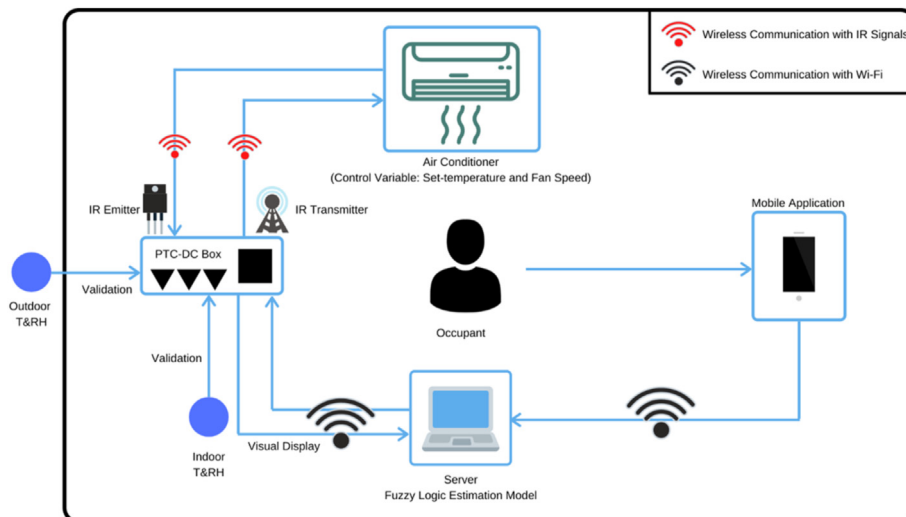 Wireless Communication with IR Signals
Wireless Communication with Wi-Fi
Air Conditioner
(Control Variable: Set-temperature and Fan Speed)
IR Emitter
IR Transmitter
Mobile Application
PTC-DC Box
Validation
Outdoor
T&RH
Occupant
Validation
Visual Display
Indoor
T&RH
Server
Fuzzy Logic Estimation Model